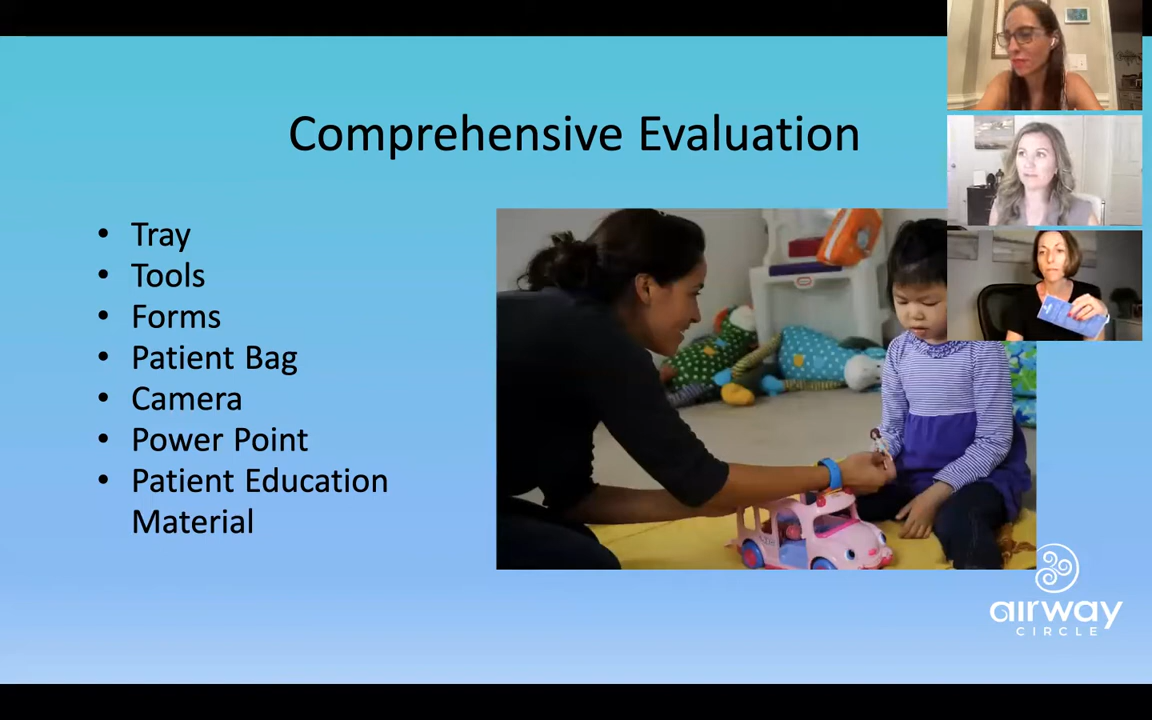 Comprehensive Evaluation
• Tray
• Tools
• Forms
• Patient Bag
• Camera
• Power Point
• Patient Education
Material
airway
CIRCLE